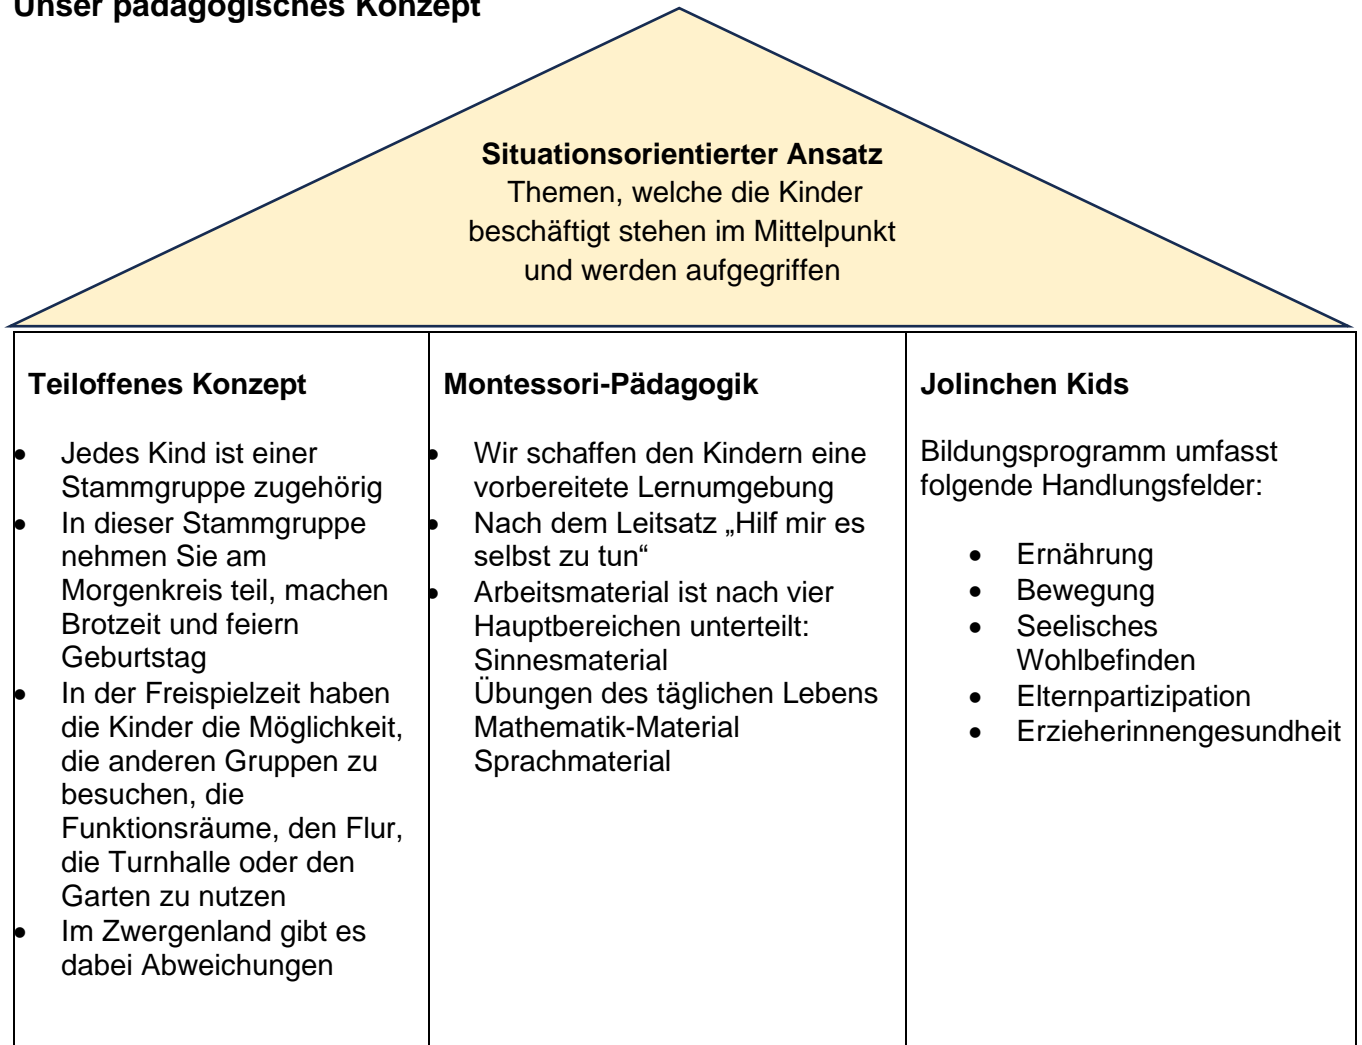 Unser pädagogisches Konzept
Situationsorientierter Ansatz
Themen, welche die Kinder
beschäftigt stehen im Mittelpunkt
und werden aufgegriffen
Teiloffenes Konzept
• Jedes Kind ist einer
Stammgruppe zugehörig
• In dieser Stammgruppe
nehmen Sie am
Morgenkreis teil, machen
Brotzeit und feiern
Geburtstag
• In der Freispielzeit haben
die Kinder die Möglichkeit,
die anderen Gruppen zu
besuchen, die
Funktionsräume, den Flur,
die Turnhalle oder den
Garten zu nutzen
• Im Zwergenland gibt es
dabei Abweichungen
Montessori-Pädagogik
• Wir schaffen den Kindern eine
vorbereitete Lernumgebung
• Nach dem Leitsatz „Hilf mir es
selbst zu tun“
• Arbeitsmaterial ist nach vier
Hauptbereichen unterteilt:
Sinnesmaterial
Übungen des täglichen Lebens
Mathematik-Material
Sprachmaterial
Jolinchen Kids
Bildungsprogramm umfasst
folgende Handlungsfelder:
• Ernährung
• Bewegung
• Seelisches
Wohlbefinden
• Elternpartizipation
• Erzieherinnengesundheit